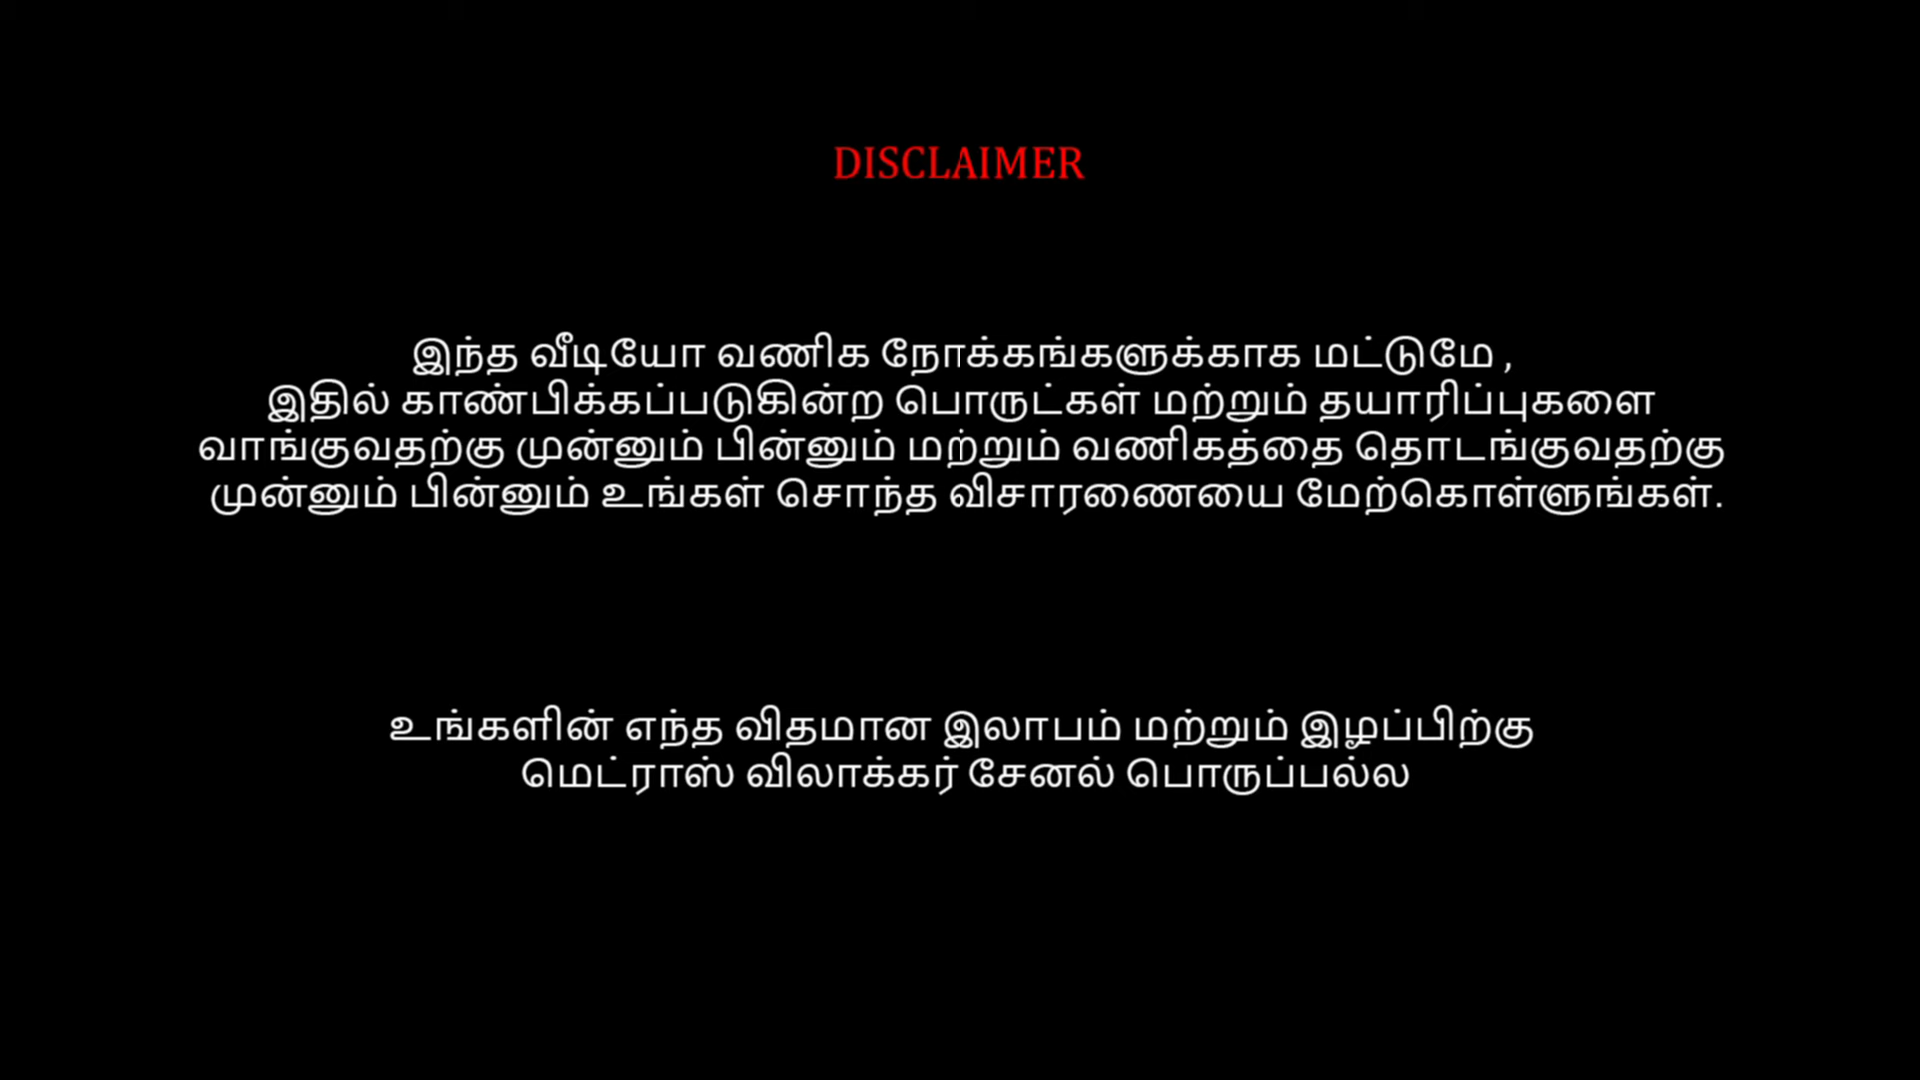 DISCLAIMER
இந்த வீடியோ வணிக நோக்கங்களுக்காக மட்டுமே ,
இதில் காண்பிக்கப்படுகின்ற பொருட்கள் மற்றும் தயாரிப்புகளை
வாங்குவதற்கு முன்னும் பின்னும் மற்றும் வணிகத்தை தொடங்குவதற்கு
முன்னும் பின்னும் உங்கள் சொந்த விசாரணையை மேற்கொள்ளுங்கள்.
உங்களின் எந்த விதமான இலாபம் மற்றும் இழப்பிற்கு
மெட்ராஸ் விலாக்கர் சேனல் பொருப்பல்ல